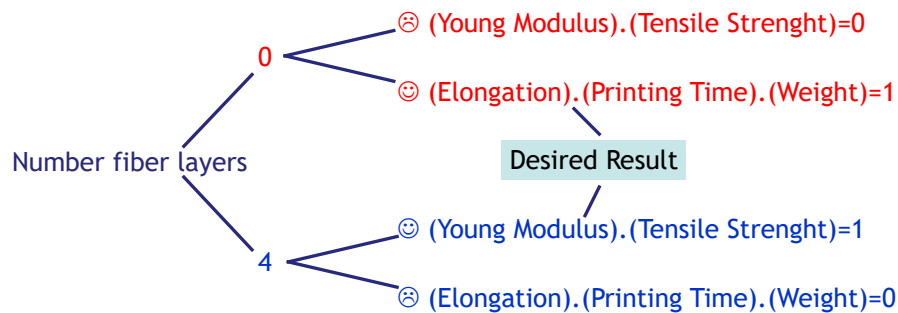 ☹ (Young Modulus).(Tensile Strenght)=0
0
☺ (Elongation).(Printing Time).(Weight)=1
Number fiber layers
Desired Result
☺ (Young Modulus).(Tensile Strenght)=1
4
☹ (Elongation).(Printing Time).(Weight)=0